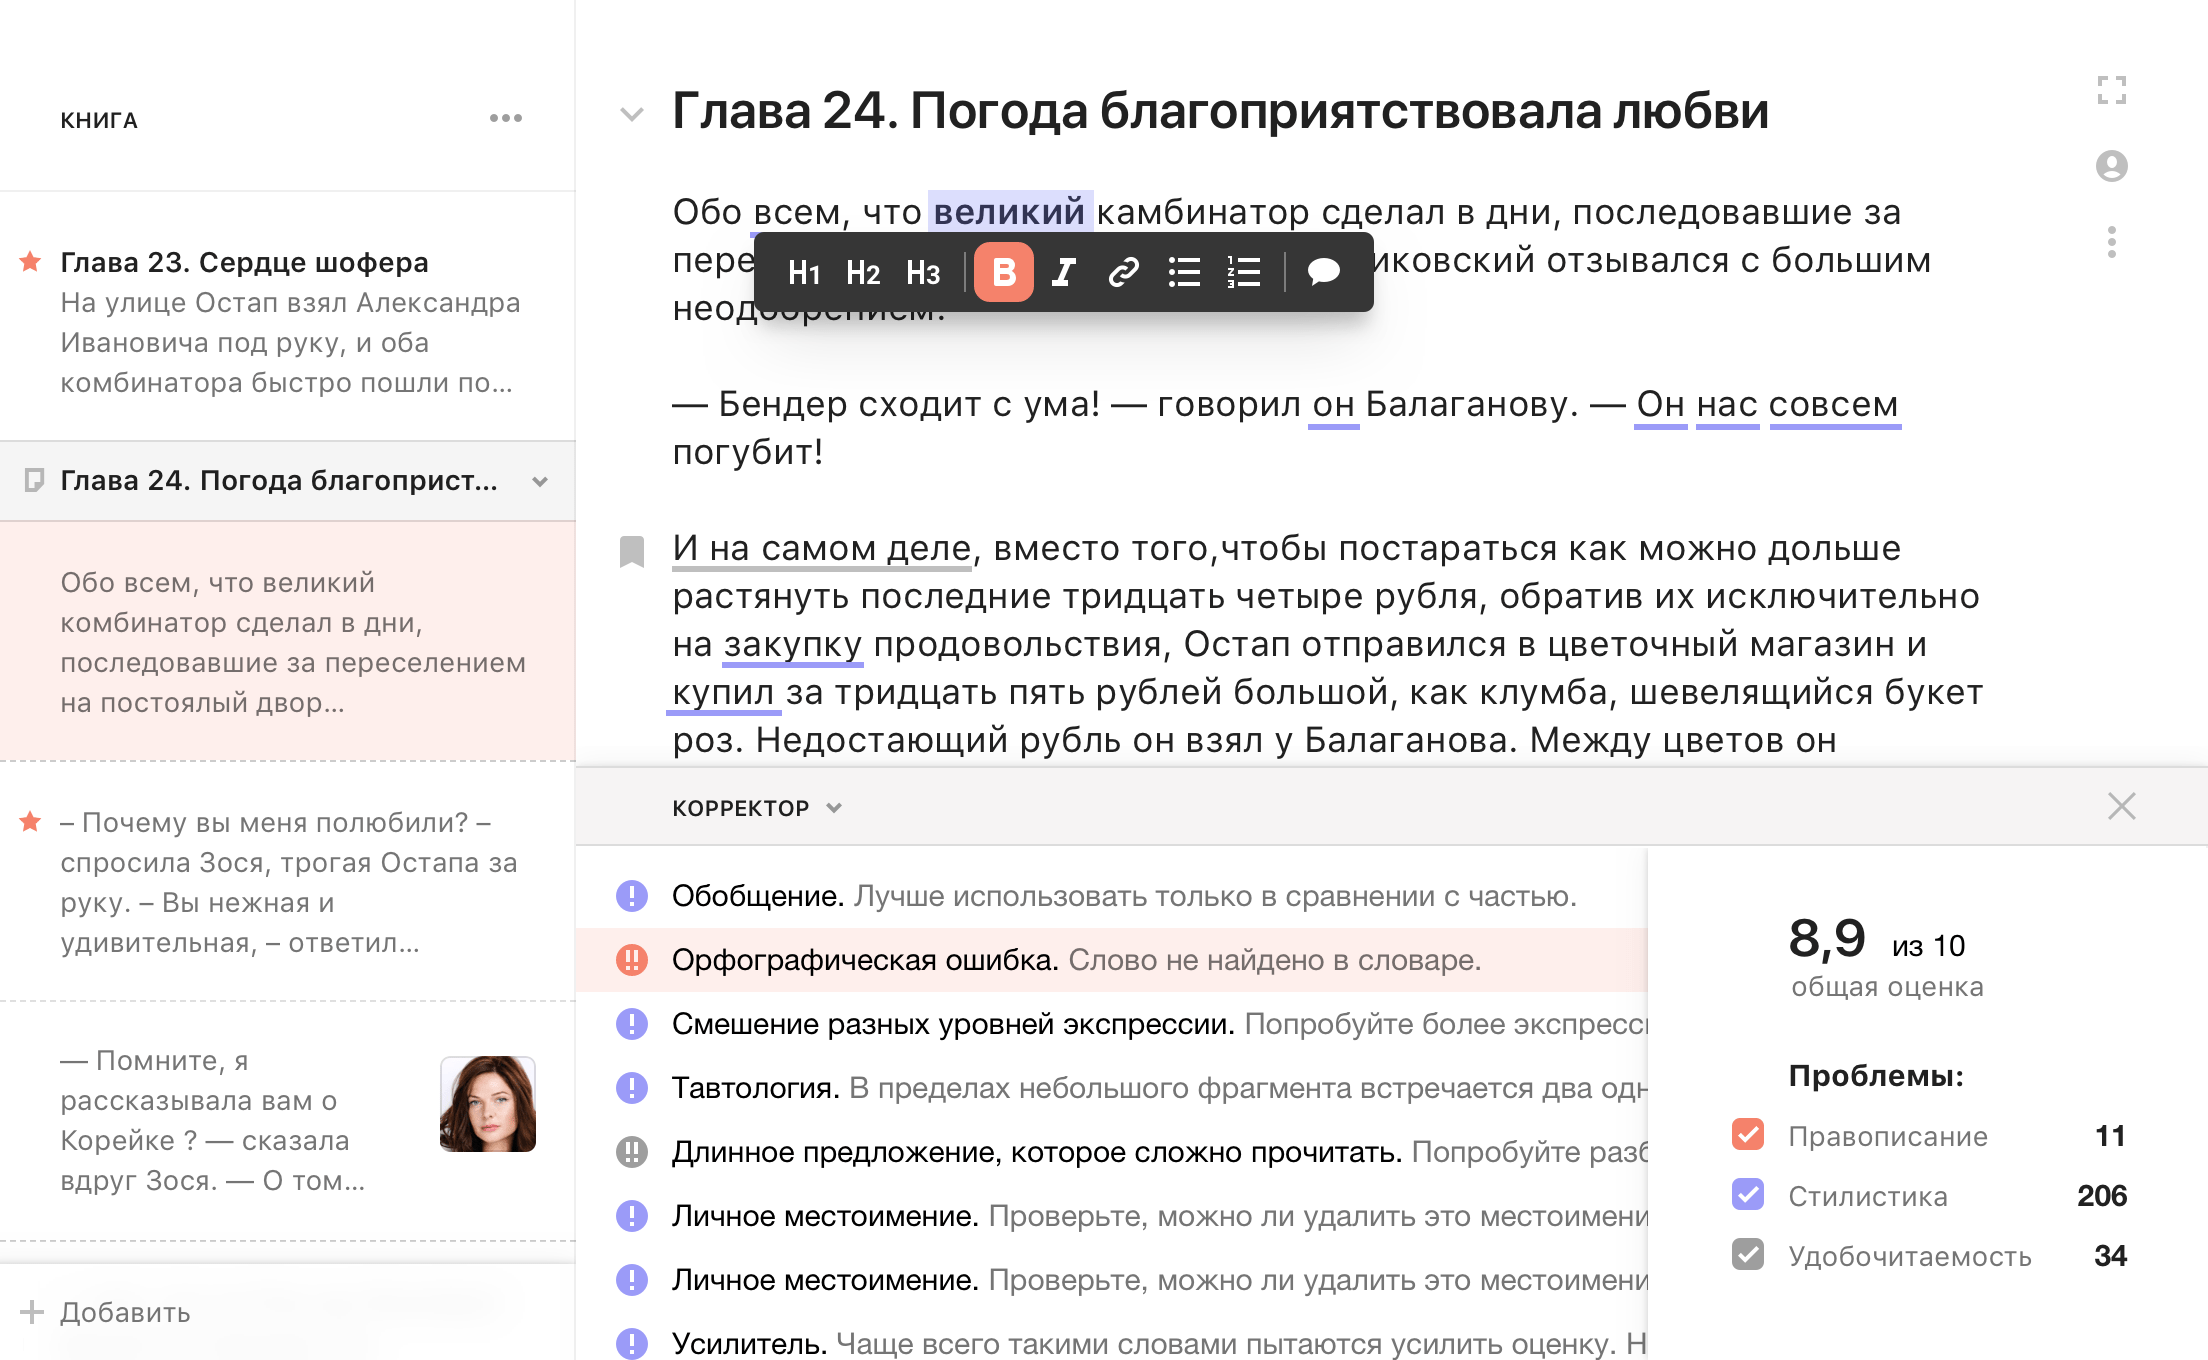 КНИГА
Глава 23. Сердце шофера
На улице Остап взял Александра
Ивановича под руку, и оба
комбинатора быстро пошли по...
Глава 24. Погода благоприст...
Обо всем, что великий
комбинатор сделал в дни,
последовавшие за переселением
на постоялый двор...
– Почему вы меня полюбили? –
спросила Зося, трогая Остапа за
руку. – Вы нежная и
удивительная, – ответил...
— Помните, я
рассказывала вам о
Корейке ? — сказала
вдруг Зося. — О том...
Добавить
Глава 24. Погода благоприятствовала любви
Обо всем, что великий камбинатор сделал в дни, последовавшие за
пере иковский отзывался с большим
H1 H2 H3 B I
неодобрением.
— Бендер сходит с ума! — говорил он Балаганову. — Он нас совсем
погубит!
И на самом деле, вместо того,чтобы постараться как можно дольше
растянуть последние тридцать четыре рубля, обратив их исключительно
на закупку продовольствия, Остап отправился в цветочный магазин и
купил за тридцать пять рублей большой, как клумба, шевелящийся букет
роз. Недостающий рубль он взял у Балаганова. Между цветов он
КОРРЕКТОР
Обобщение. Лучше использовать только в сравнении с частью.
Орфографическая ошибка. Слово не найдено в словаре.
Смешение разных уровней экспрессии. Попробуйте более экспресс
Тавтология. В пределах небольшого фрагмента встречается два одн
Длинное предложение, которое сложно прочитать. Попробуйте разб
Личное местоимение. Проверьте, можно ли удалить это местоимени
Личное местоимение. Проверьте, можно ли удалить это местоимени
Усилитель. Чаще всего такими словами пытаются усилить оценку. Н
8,9 из 10
общая оценка
Проблемы:
Правописание 11
Стилистика 206
Удобочитаемость 34